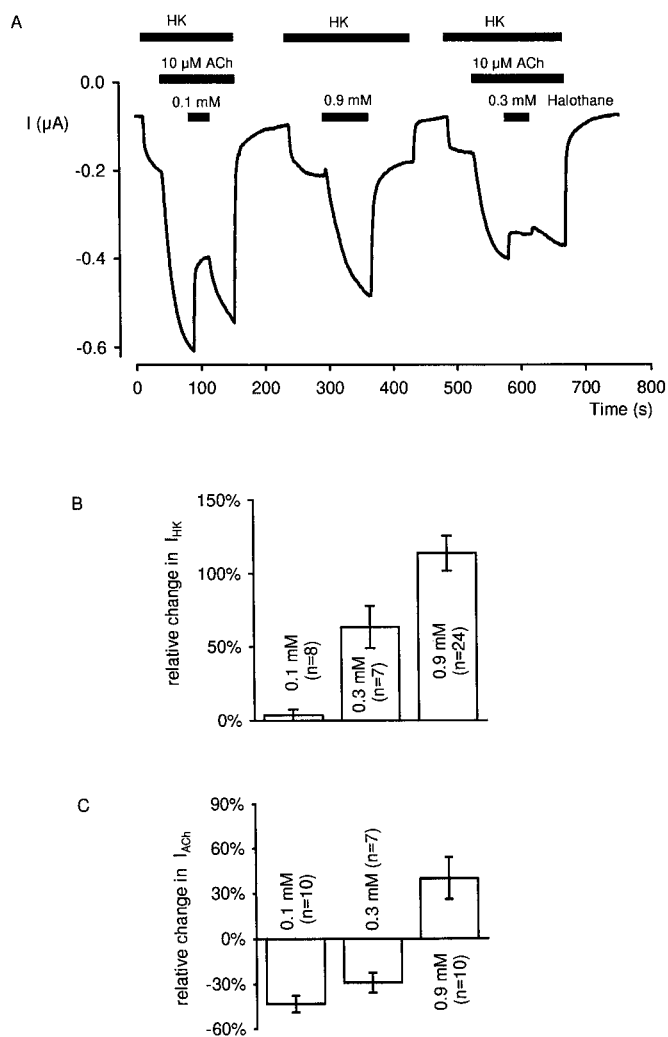 A
HK HK HK
10 µM ACh 10 µM ACh
0.1 mM 0.9 mM 0.3 mM Halothane
I (µA)
0.0
-0.2
-0.4
-0.6
0 100 200 300 400 500 600 700 800
Time (s)
B
relative change in IHK
150%
100%
50%
0%
0.1 mM
(n=8)
0.3 mM
(n=7)
0.9 mM
(n=24)
C
relative change in IACh
90%
60%
30%
0%
-30%
-60%
0.1 mM
(n=10)
0.3 mM (n=7)
0.9 mM
(n=10)